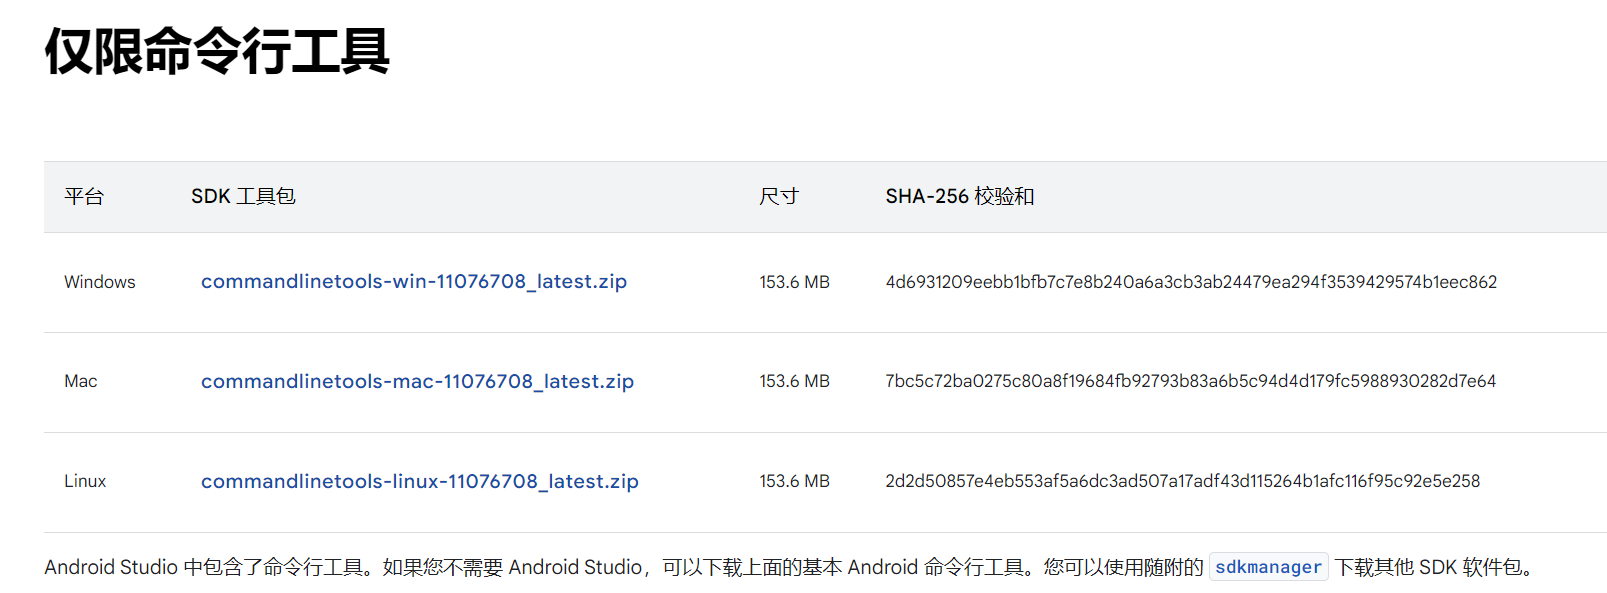 仅限命令行工具
平台 SDK 工具包 尺寸 SHA-256 校验和
Windows commandlinetools-win-11076708_latest.zip 153.6 MB 4d6931209eebb1bfb7c7e8b240a6a3cb3ab24479ea294f3539429574b1eec862
Mac commandlinetools-mac-11076708_latest.zip 153.6 MB 7bc5c72ba0275c80a8f19684fb92793b83a6b5c94d4d179fc5988930282d7e64
Linux commandlinetools-linux-11076708_latest.zip 153.6 MB 2d2d50857e4eb553af5a6dc3ad507a17adf43d115264b1afc116f95c92e5e258
Android Studio 中包含了命令行工具。如果您不需要 Android Studio，可以下载上面的基本 Android 命令行工具。您可以使用随附的 sdkmanager 下载其他 SDK 软件包。